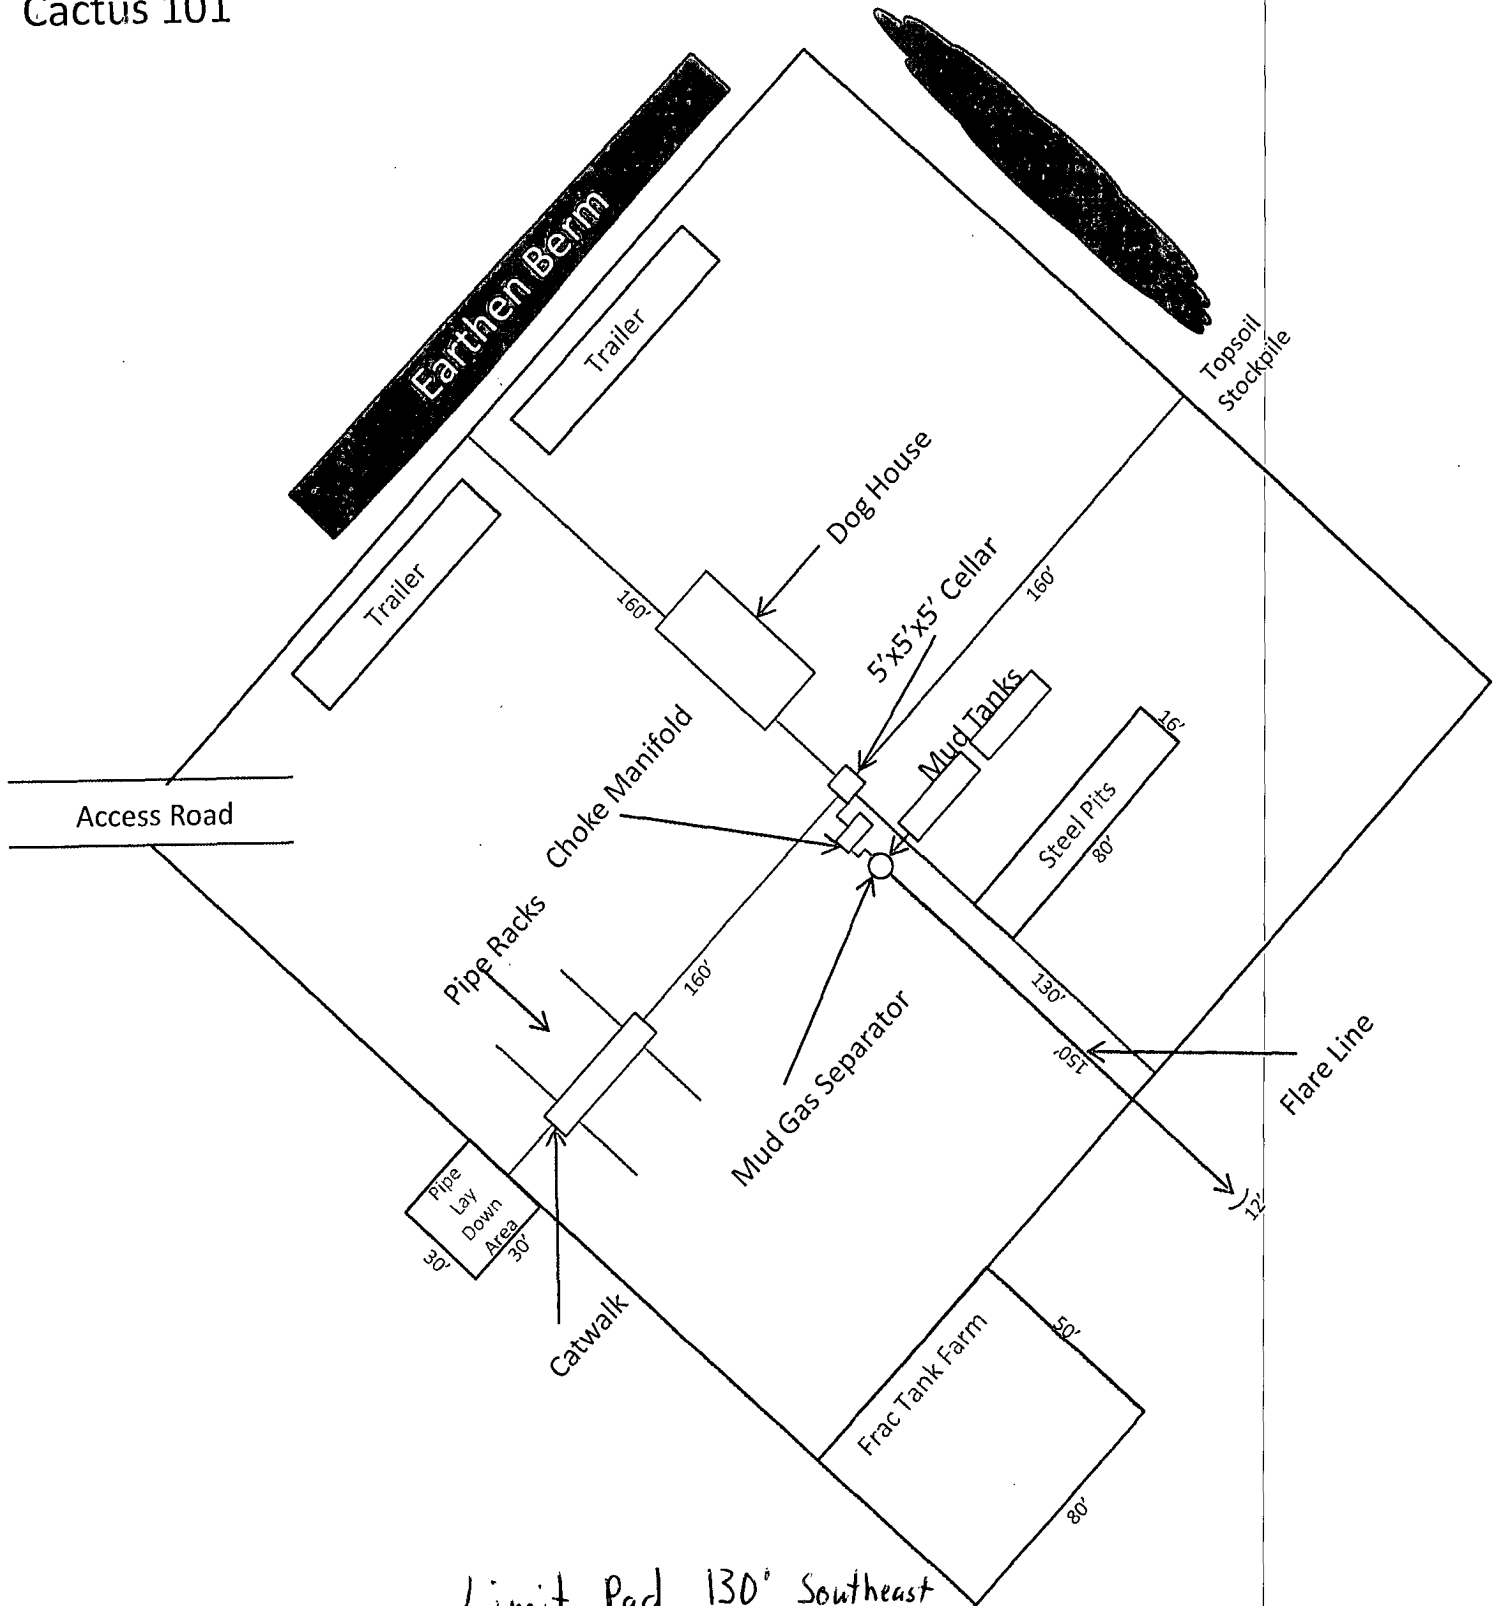 Cactus 101
Earthen Berm
Trailer
Topsoil
Stockpile
Dog House
Trailer
160'
5'x5'x5' Cellar
160'
Mud Tanks
16'
Choke Manifold
Access Road
Steel Pits
80'
Pipe Racks
160'
130'
150'
Flare Line
Mud Gas Separator
12'
Pipe
Lay
Down
Area
30'
30'
Catwalk
50'
Frac Tank Farm
80'
Limit Pad 130' Southeast